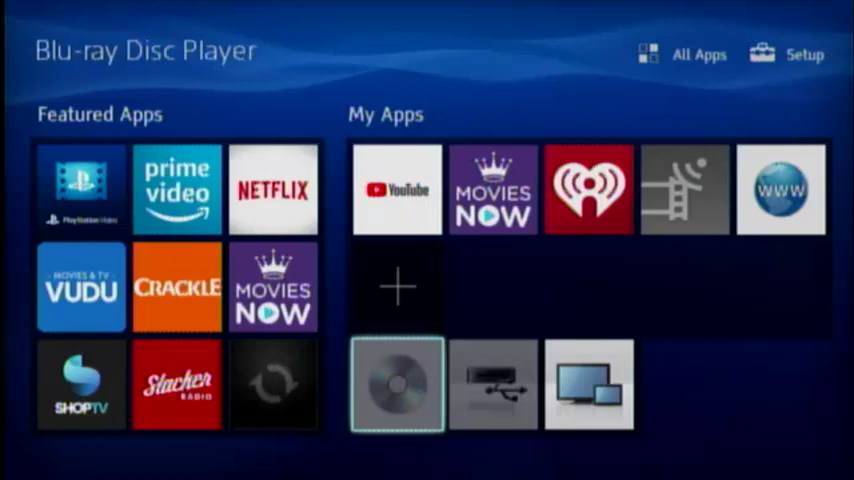 Blu-ray Disc Player
All Apps
Setup
Featured Apps
My Apps
PlayStation Video
prime video
NETFLIX
YouTube
MOVIES NOW
WWW
MOVIES & TV
VUDU
CRACKLE
MOVIES NOW
SHOPTV
Slacker
RADIO